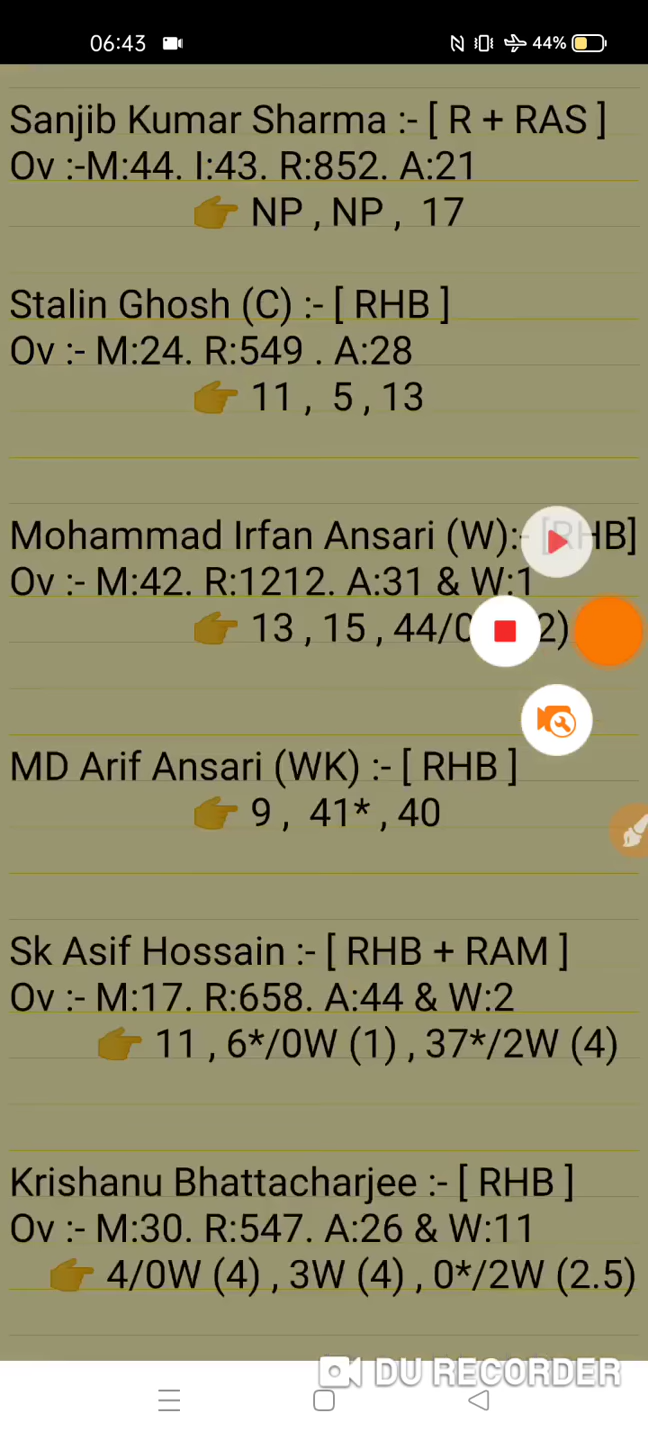 06:43
44%
Sanjib Kumar Sharma :- [ R + RAS ]
Ov :-M:44. I:43. R:852. A:21
👉 NP , NP , 17
Stalin Ghosh (C) :- [ RHB ]
Ov :- M:24. R:549 . A:28
👉 11 , 5 , 13
Mohammad Irfan Ansari (W):- [RHB]
Ov :- M:42. R:1212. A:31 & W:1
👉 13 , 15 , 44/0 2)
MD Arif Ansari (WK) :- [ RHB ]
👉 9 , 41* , 40
Sk Asif Hossain :- [ RHB + RAM ]
Ov :- M:17. R:658. A:44 & W:2
👉 11 , 6*/0W (1) , 37*/2W (4)
Krishanu Bhattacharjee :- [ RHB ]
Ov :- M:30. R:547. A:26 & W:11
👉 4/0W (4) , 3W (4) , 0*/2W (2.5)
DU RECORDER